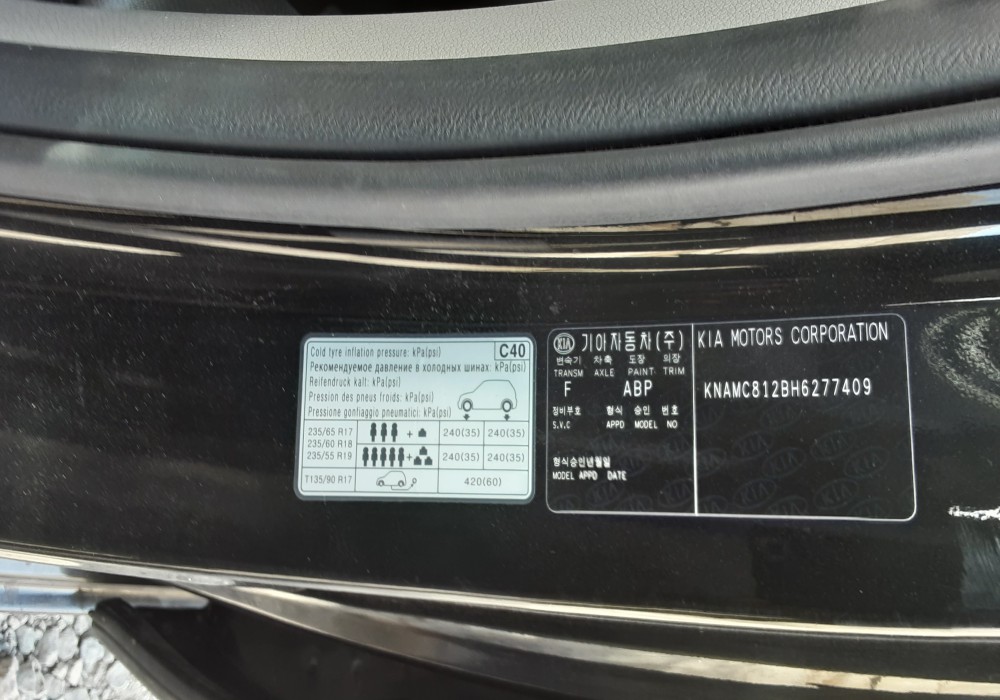 Cold tyre inflation pressure: kPa(psi) C40
Рекомендуемое давление в холодных шинах: kPa(psi)
Reifendruck kalt: kPa(psi)
Pression des pneus froids: kPa(psi)
Pressione gonfiaggio pneumatici: kPa(psi)
235/65 R17
235/60 R18
235/55 R19
+ 240(35) 240(35)
+ 240(35) 240(35)
T135/90 R17 420(60)
KIA 기아자동차(주)
변속기 차축 도장 외장
TRANSM AXLE PAINT TRIM
F ABP
정비부호 형식 승인 번호
S.V.C APPD MODEL NO
형식승인년월일
MODEL APPD DATE
KIA MOTORS CORPORATION
KNAMC812BH6277409